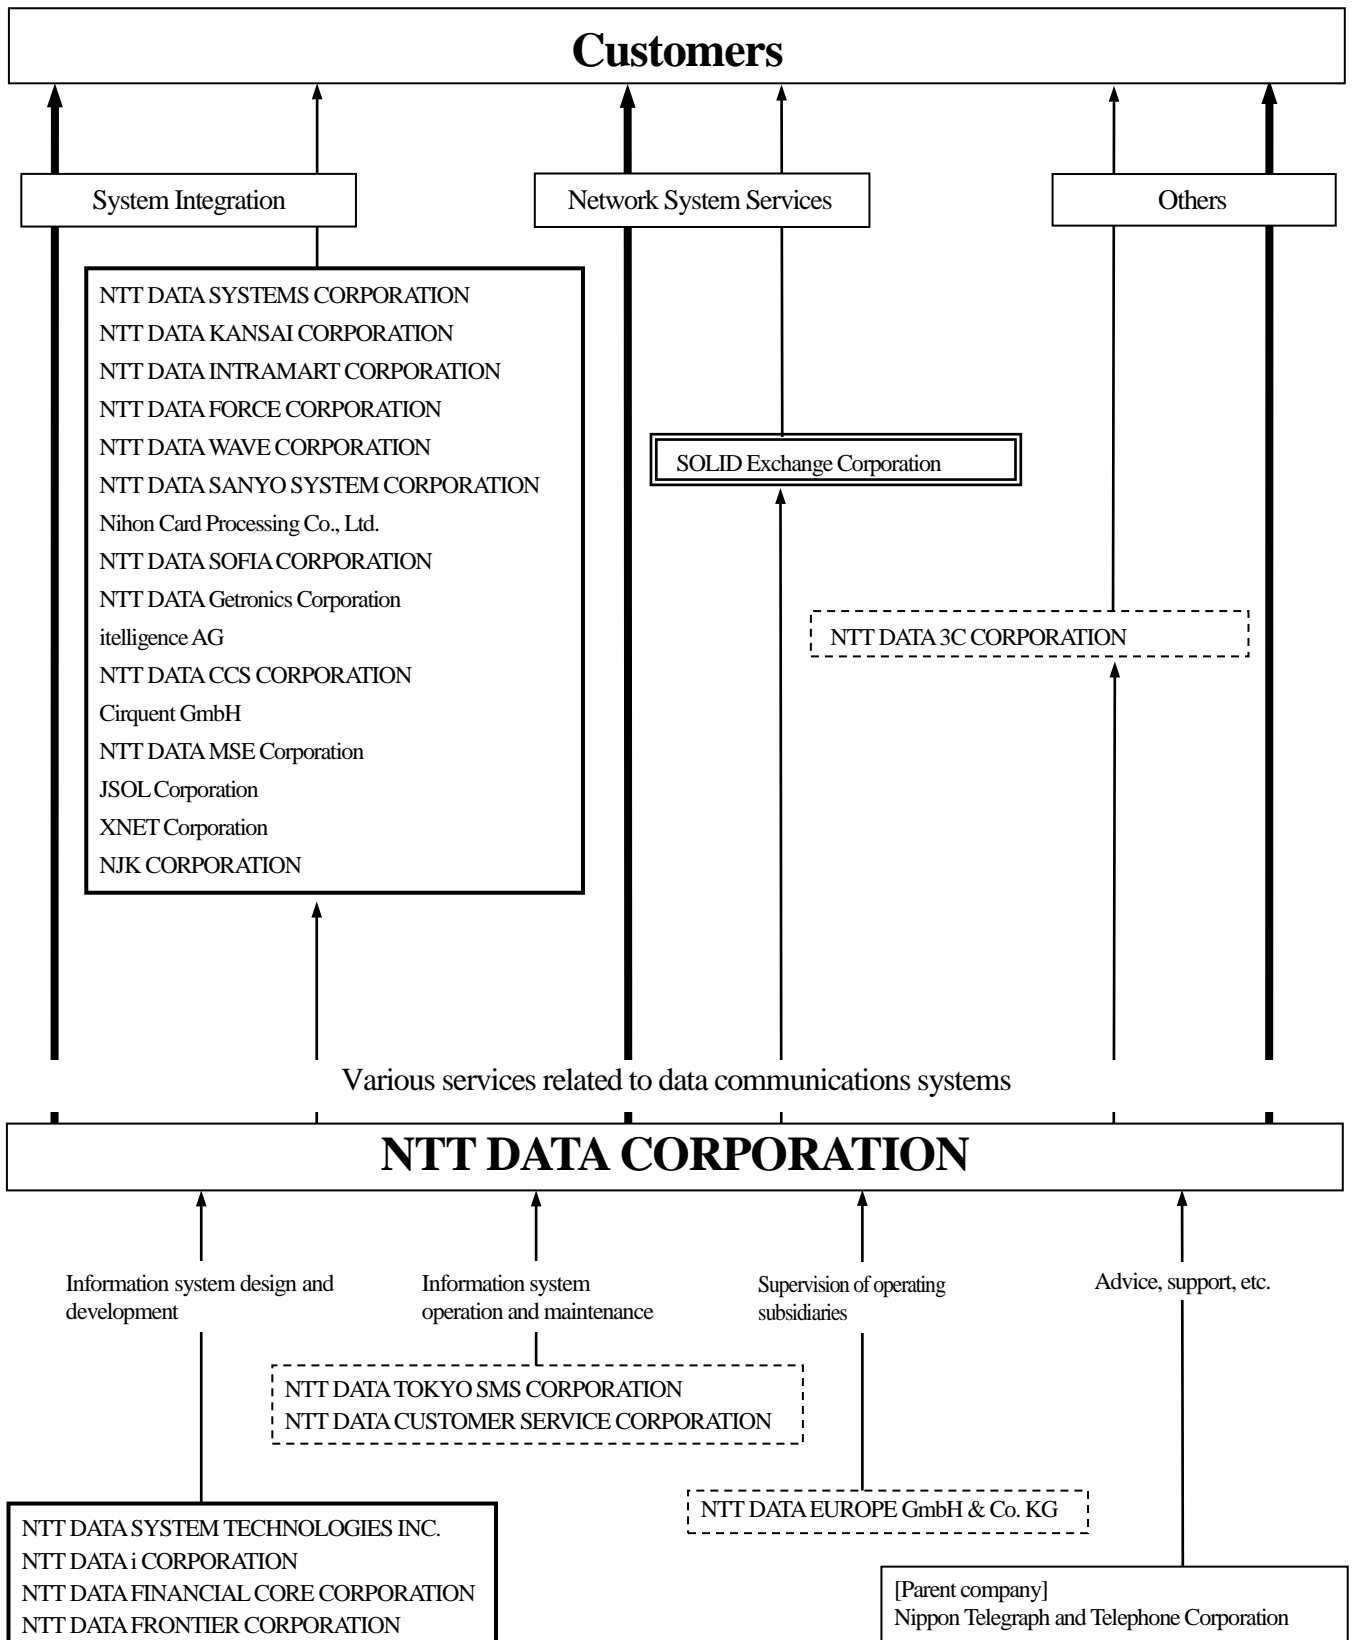 Customers
System Integration
Network System Services
Others
NTT DATA SYSTEMS CORPORATION
NTT DATA KANSAI CORPORATION
NTT DATA INTRAMART CORPORATION
NTT DATA FORCE CORPORATION
NTT DATA WAVE CORPORATION
NTT DATA SANYO SYSTEM CORPORATION
Nihon Card Processing Co., Ltd.
NTT DATA SOFIA CORPORATION
NTT DATA Getronics Corporation
itelligence AG
NTT DATA CCS CORPORATION
Cirquent GmbH
NTT DATA MSE Corporation
JSOL Corporation
XNET Corporation
NJK CORPORATION
SOLID Exchange Corporation
NTT DATA 3C CORPORATION
Various services related to data communications systems
NTT DATA CORPORATION
Information system design and
development
Information system
operation and maintenance
Supervision of operating
subsidiaries
Advice, support, etc.
NTT DATA TOKYO SMS CORPORATION
NTT DATA CUSTOMER SERVICE CORPORATION
NTT DATA EUROPE GmbH & Co. KG
NTT DATA SYSTEM TECHNOLOGIES INC.
NTT DATA i CORPORATION
NTT DATA FINANCIAL CORE CORPORATION
NTT DATA FRONTIER CORPORATION
[Parent company]
Nippon Telegraph and Telephone Corporation